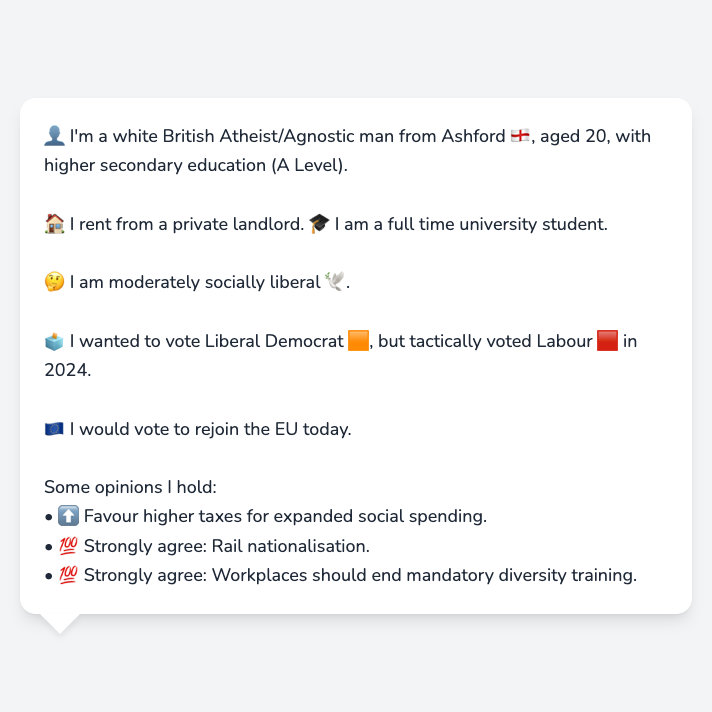 👤 I'm a white British Atheist/Agnostic man from Ashford 🏴󠁧󠁢󠁥󠁮󠁧󠁿, aged 20, with
higher secondary education (A Level).
🏠 I rent from a private landlord. 🎓 I am a full time university student.
🤔 I am moderately socially liberal 🕊️.
🗳️ I wanted to vote Liberal Democrat 🟧, but tactically voted Labour 🟥 in
2024.
🇪🇺 I would vote to rejoin the EU today.
Some opinions I hold:
• ⬆️ Favour higher taxes for expanded social spending.
• 💯 Strongly agree: Rail nationalisation.
• 💯 Strongly agree: Workplaces should end mandatory diversity training.